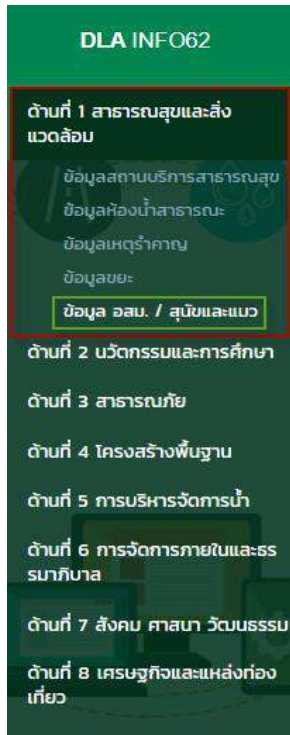 DLA INFO62
ด้านที่ 1 สาธารณสุขและสิ่ง
แวดล้อม
ข้อมูลสถานบริการสาธารณสุข
ข้อมูลห้องน้ำสาธารณะ
ข้อมูลเหตุรำคาญ
ข้อมูลขยะ
ข้อมูล อสม. / สุนัขและแมว
ด้านที่ 2 นวัตกรรมและการศึกษา
ด้านที่ 3 สาธารณภัย
ด้านที่ 4 โครงสร้างพื้นฐาน
ด้านที่ 5 การบริหารจัดการน้ำ
ด้านที่ 6 การจัดการภายในและธร
รมาภิบาล
ด้านที่ 7 สังคม ศาสนา วัฒนธรรม
ด้านที่ 8 เศรษฐกิจและแหล่งท่อง
เที่ยว